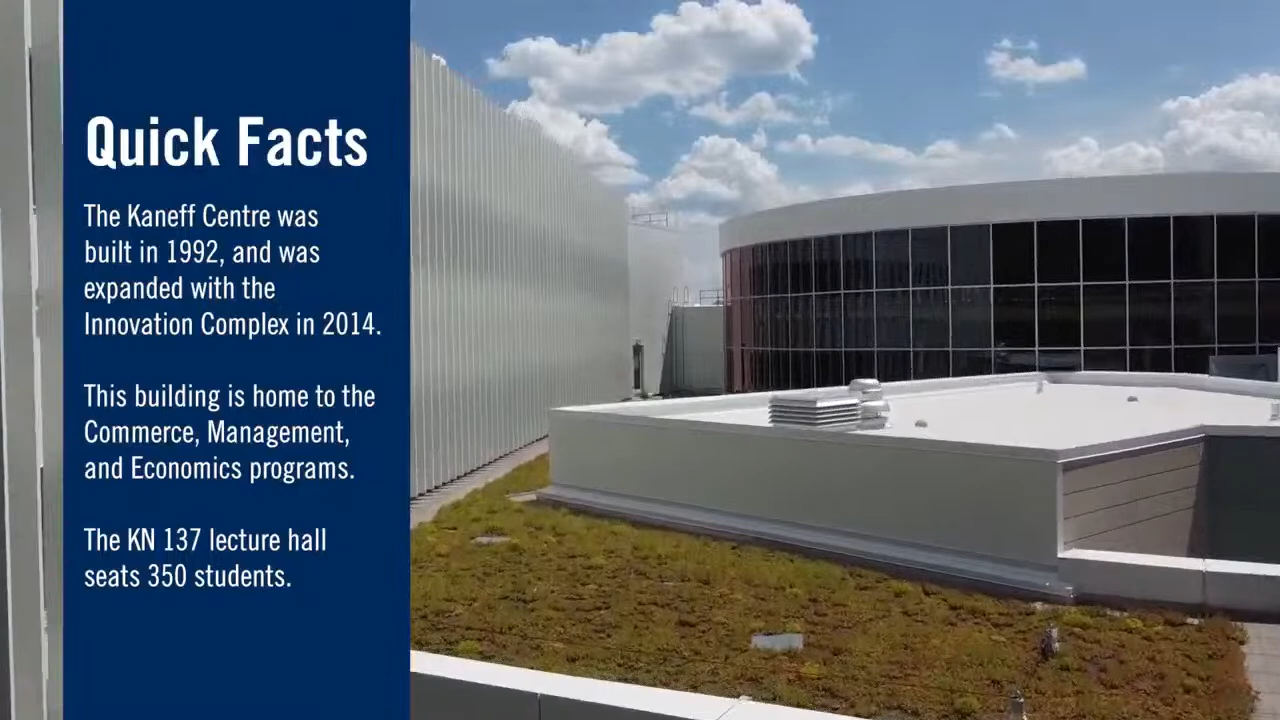 Quick Facts
The Kaneff Centre was
built in 1992, and was
expanded with the
Innovation Complex in 2014.
This building is home to the
Commerce, Management,
and Economics programs.
The KN 137 lecture hall
seats 350 students.